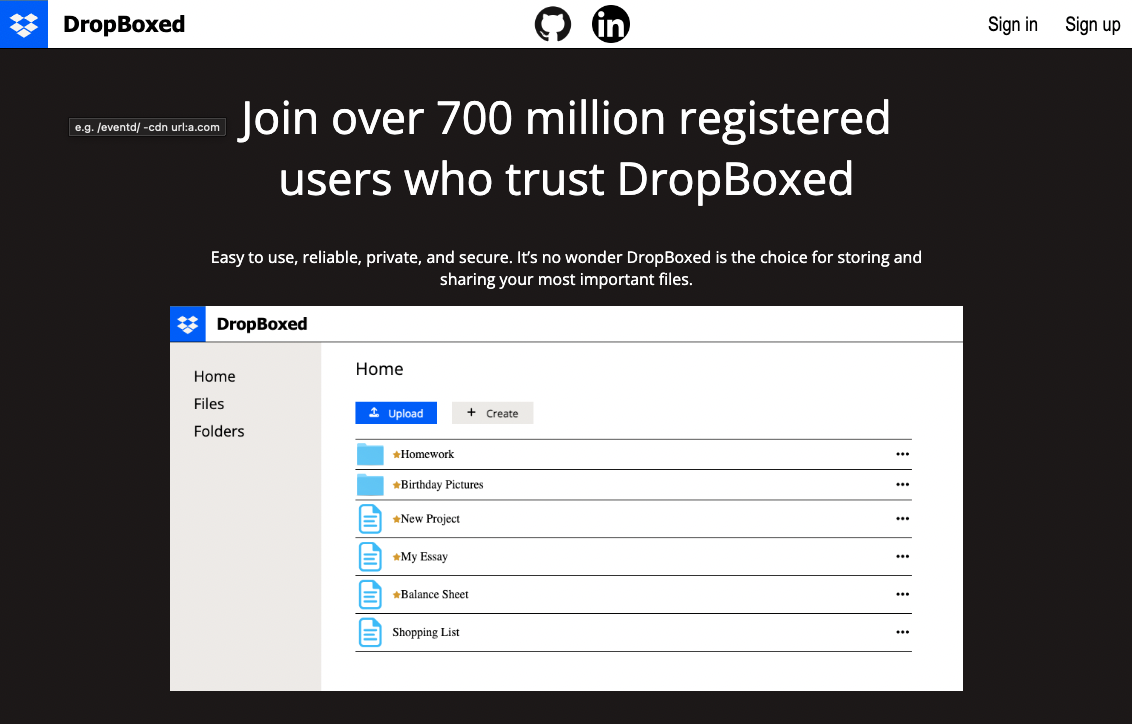 DropBoxed
in
Sign in
Sign up
e.g. /eventd/ -cdn url:a.com
Join over 700 million registered
users who trust DropBoxed
Easy to use, reliable, private, and secure. It’s no wonder DropBoxed is the choice for storing and
sharing your most important files.
DropBoxed
Home
Files
Folders
Home
Upload
+ Create
Homework
Birthday Pictures
New Project
My Essay
Balance Sheet
Shopping List